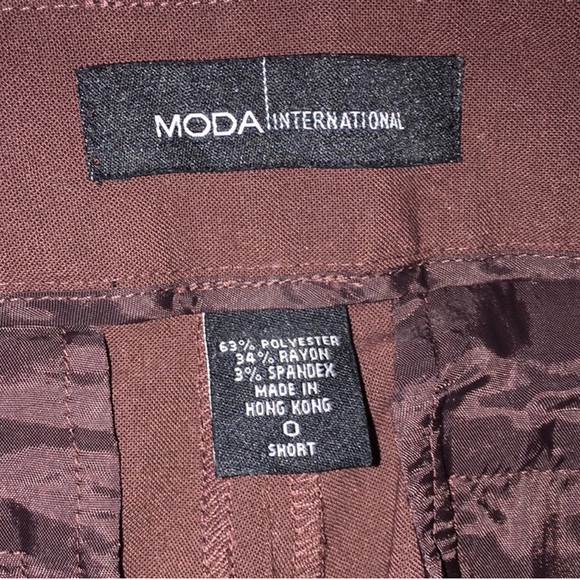 MODA INTERNATIONAL
63% POLYESTER
34% RAYON
3% SPANDEX
MADE IN
HONG KONG
0
SHORT